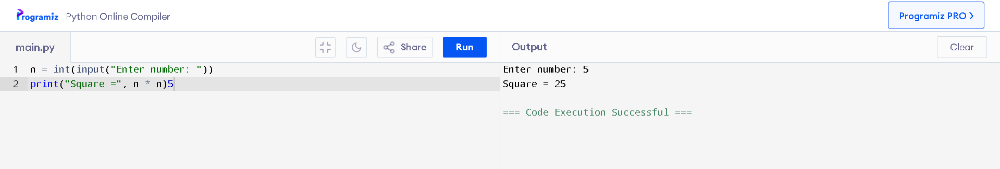 Programiz Python Online Compiler
Programiz PRO >
main.py
Share
Run
Output
Clear
1 n = int(input("Enter number: "))
2 print("Square =", n * n)5
Enter number: 5
Square = 25
=== Code Execution Successful ===